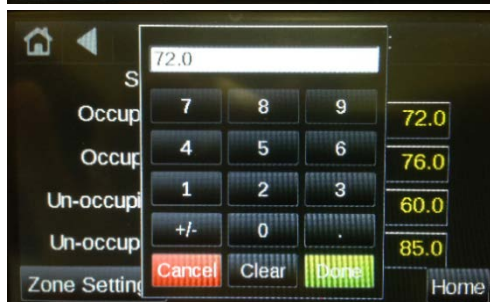 72.0
S
7 8 9
Occup 72.0
4 5 6
Occup 76.0
1 2 3
Un-occupi 60.0
+/- 0 .
Un-occup 85.0
Cancel Clear Done
Zone Setting Home